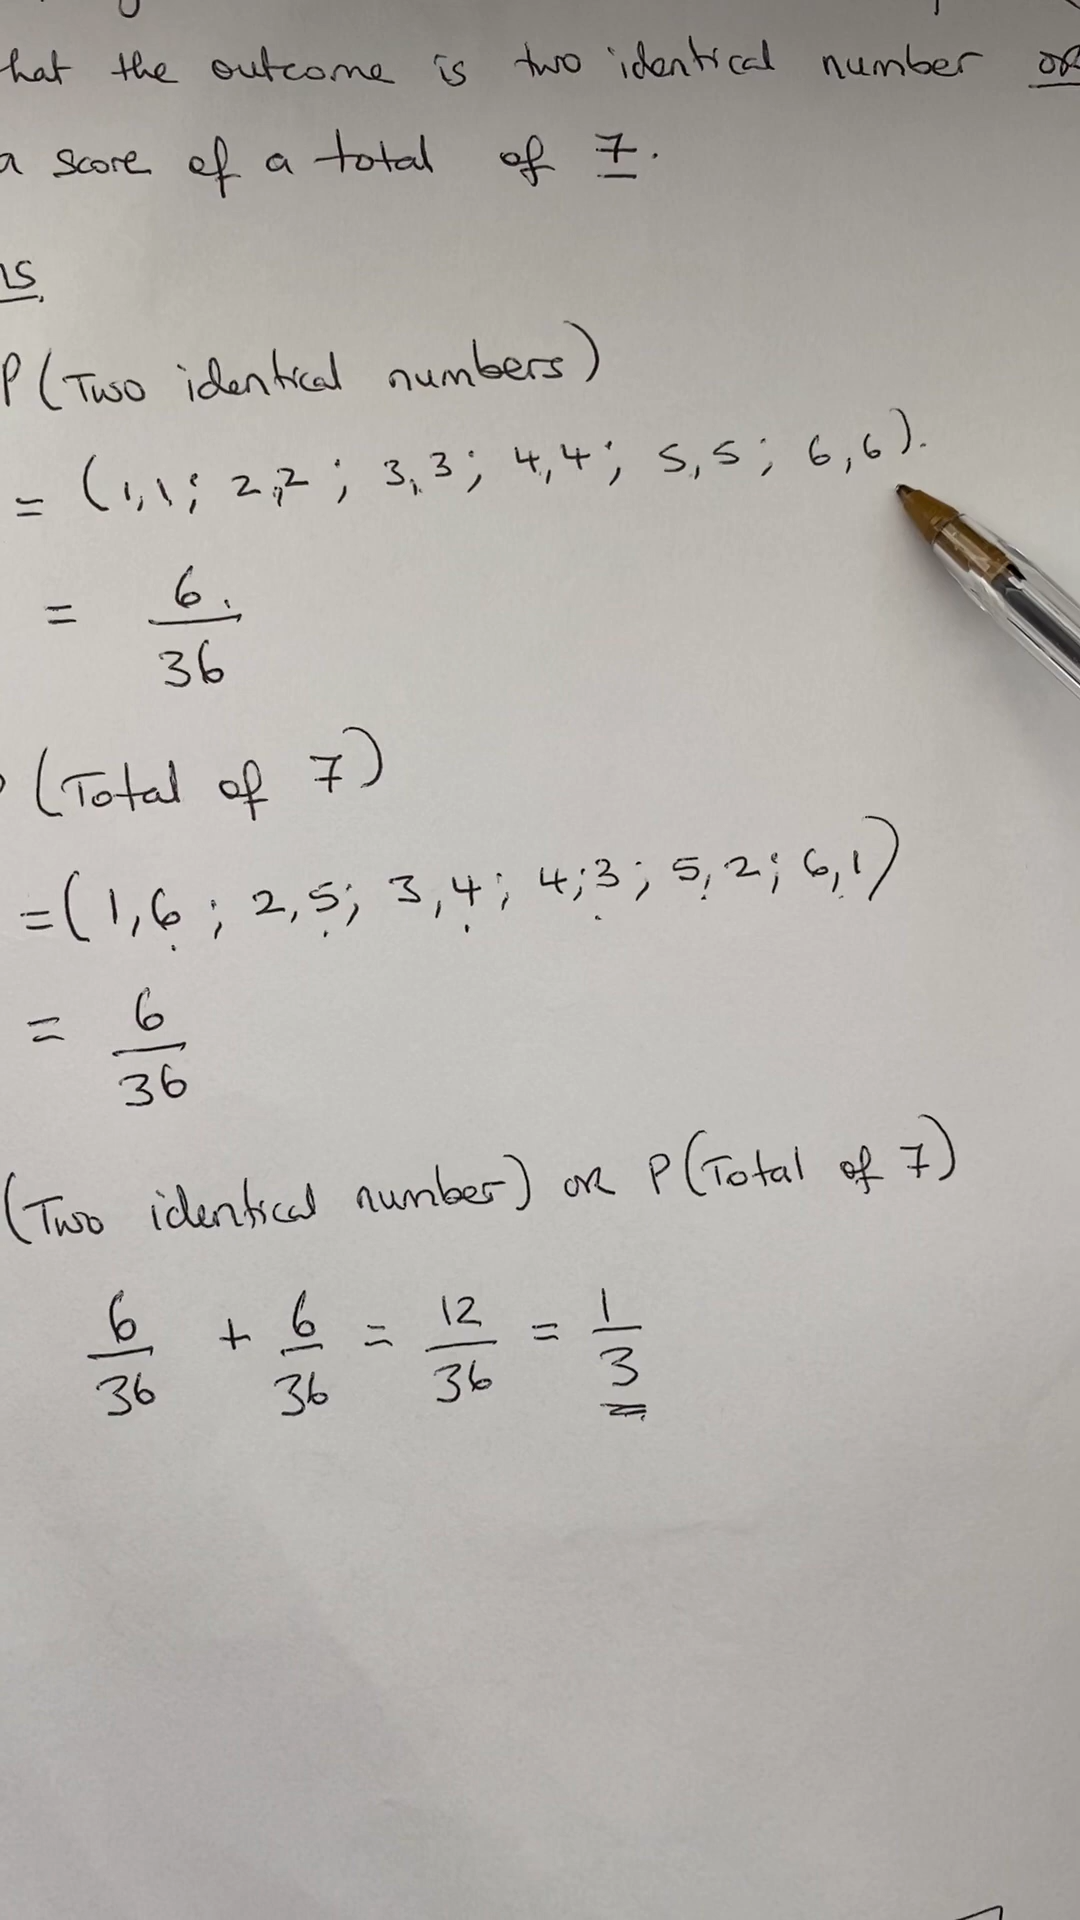 that the outcome is two identical number or
a score of a total of 7.
ns.
P (Two identical numbers)
= (1,1; 2,2; 3,3; 4,4; 5,5; 6,6).
= 6/36
(Total of 7)
= (1,6; 2,5; 3,4; 4;3; 5,2; 6,1)
= 6/36
(Two identical number) or P(Total of 7)
6/36 + 6/36 = 12/36 = 1/3